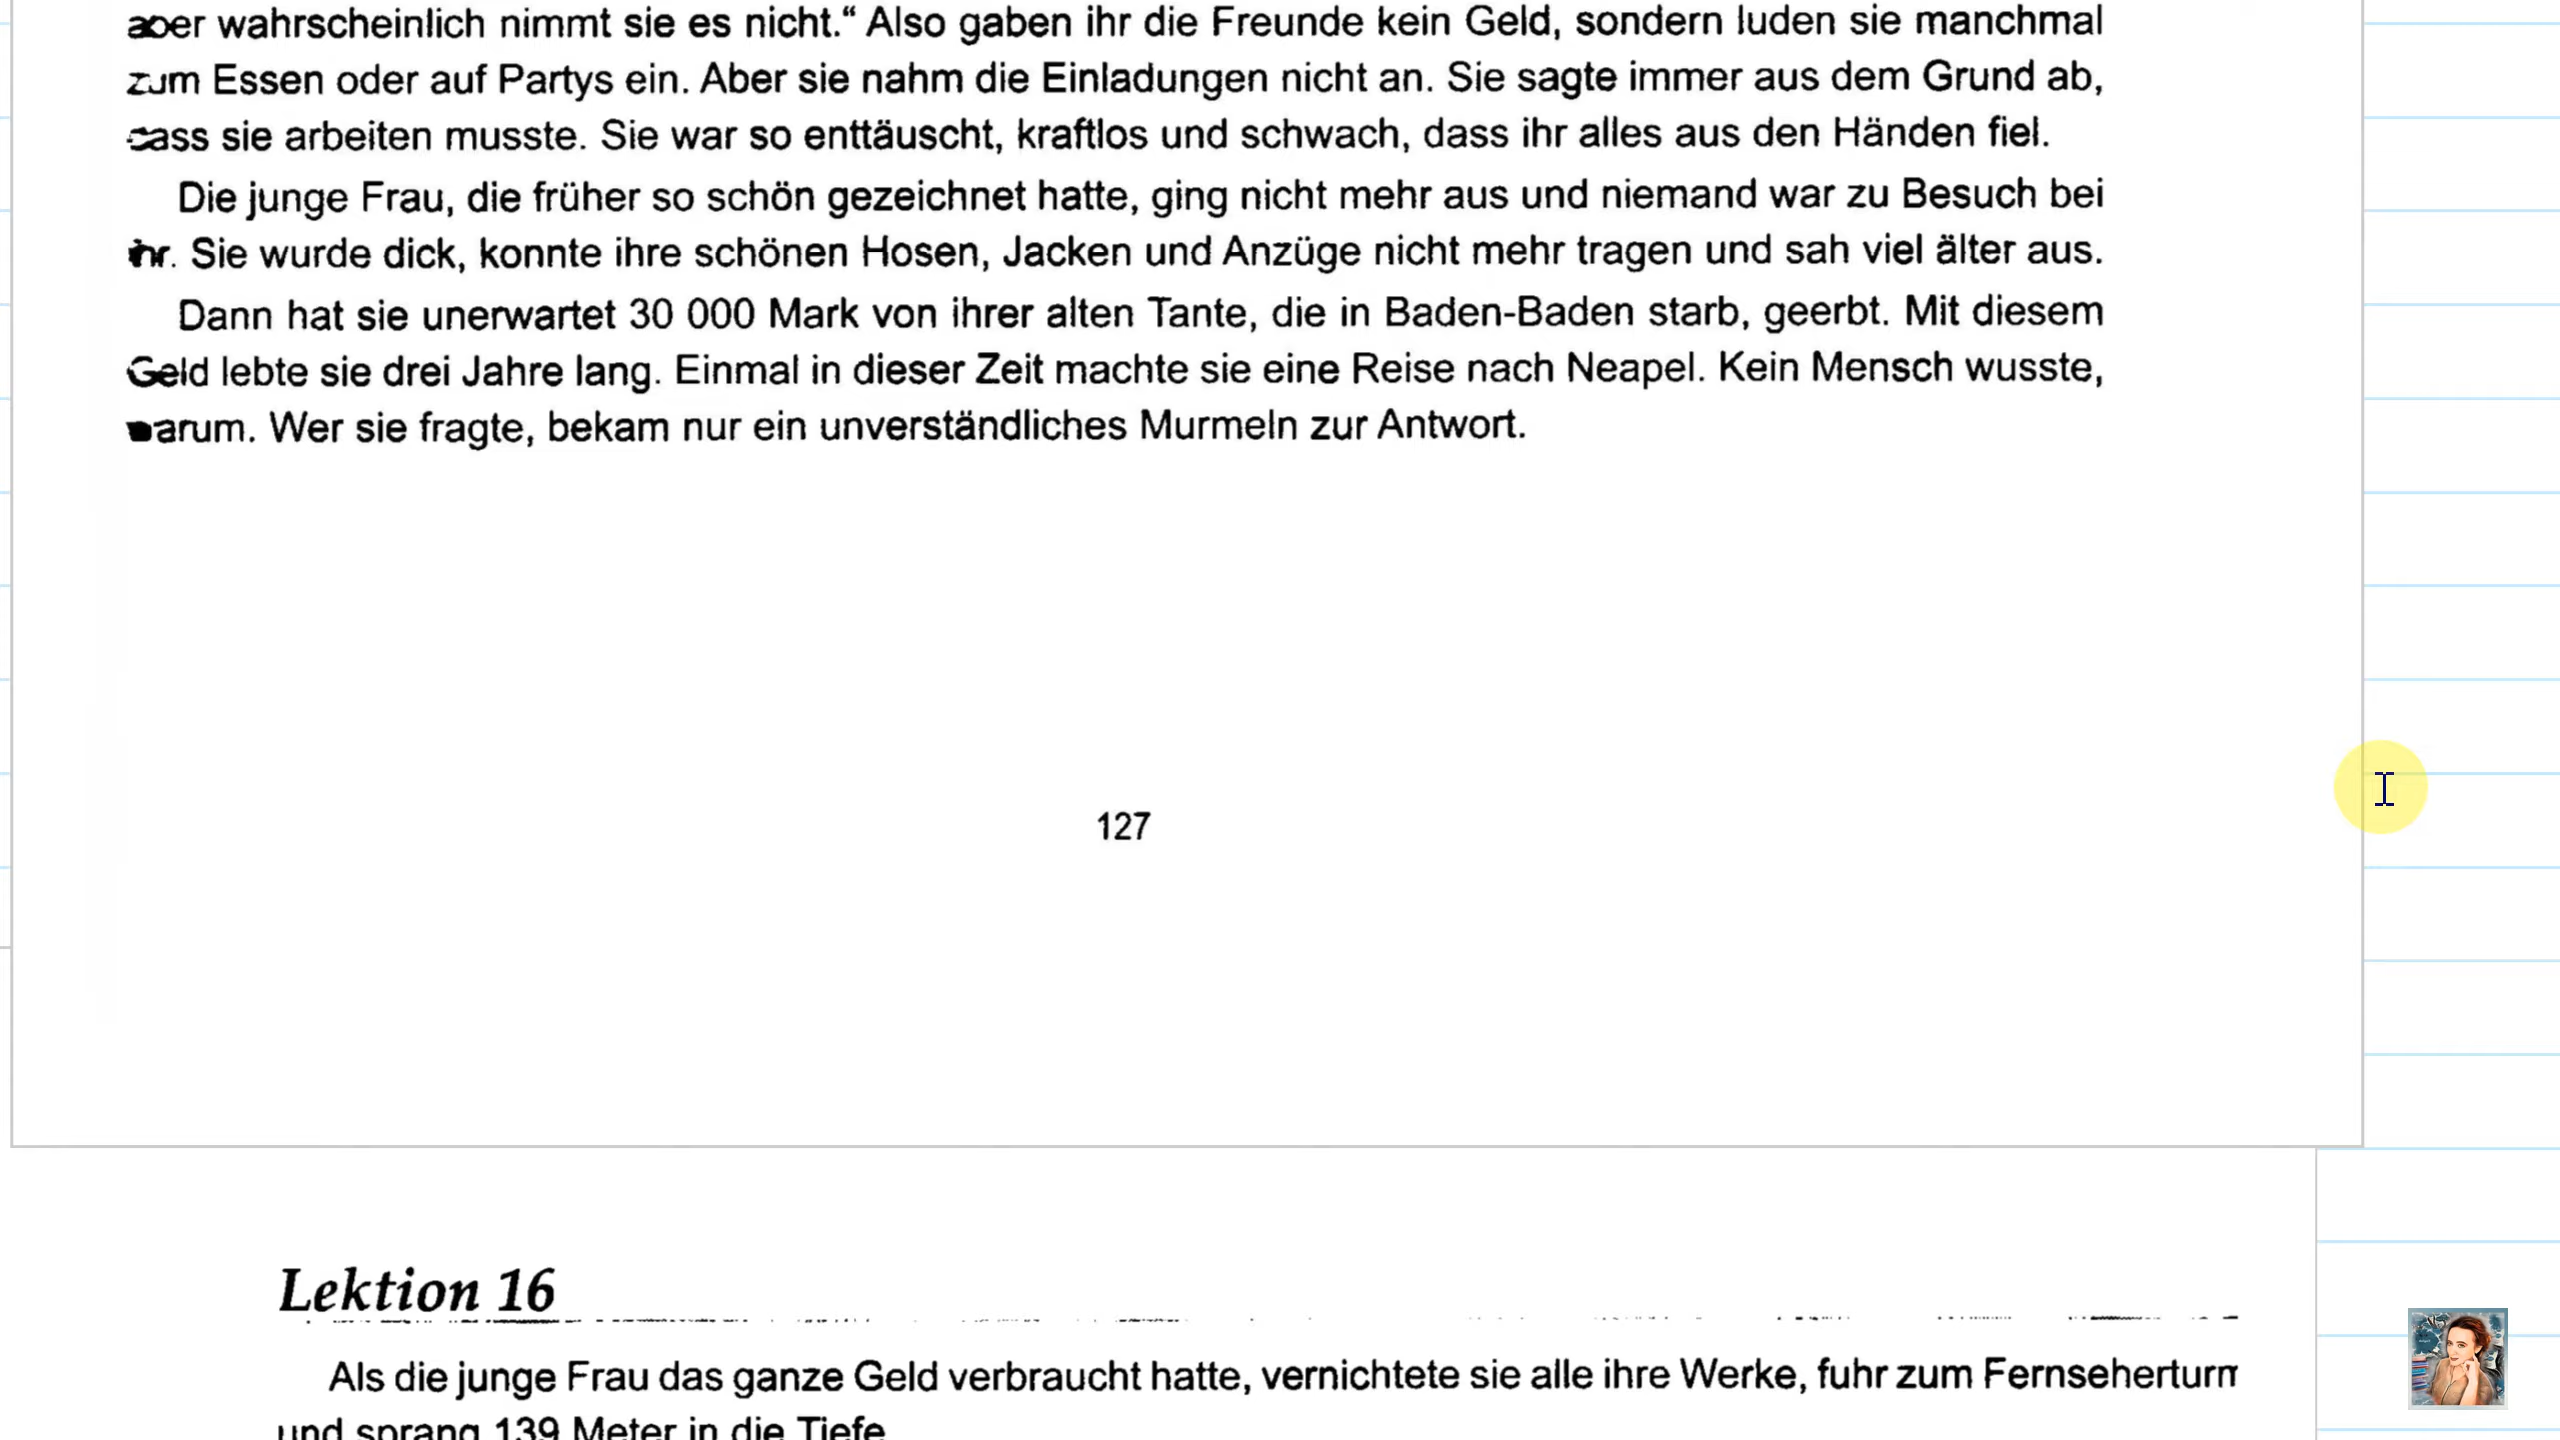 aber wahrscheinlich nimmt sie es nicht.“ Also gaben ihr die Freunde kein Geld, sondern luden sie manchmal
zum Essen oder auf Partys ein. Aber sie nahm die Einladungen nicht an. Sie sagte immer aus dem Grund ab,
dass sie arbeiten musste. Sie war so enttäuscht, kraftlos und schwach, dass ihr alles aus den Händen fiel.
Die junge Frau, die früher so schön gezeichnet hatte, ging nicht mehr aus und niemand war zu Besuch bei
ihr. Sie wurde dick, konnte ihre schönen Hosen, Jacken und Anzüge nicht mehr tragen und sah viel älter aus.
Dann hat sie unerwartet 30 000 Mark von ihrer alten Tante, die in Baden-Baden starb, geerbt. Mit diesem
Geld lebte sie drei Jahre lang. Einmal in dieser Zeit machte sie eine Reise nach Neapel. Kein Mensch wusste,
warum. Wer sie fragte, bekam nur ein unverständliches Murmeln zur Antwort.
127
Lektion 16
Als die junge Frau das ganze Geld verbraucht hatte, vernichtete sie alle ihre Werke, fuhr zum Fernseherturm
und sprang 139 Meter in die Tiefe